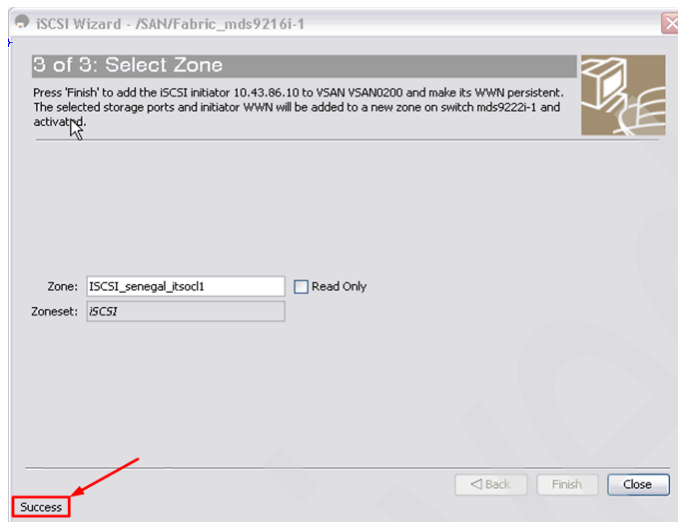 iSCSI Wizard - /SAN/Fabric_mds9216i-1
3 of 3: Select Zone
Press 'Finish' to add the iSCSI initiator 10.43.86.10 to VSAN VSAN0200 and make its WWN persistent.
The selected storage ports and initiator WWN will be added to a new zone on switch mds9222i-1 and
activated.
Zone: ISCSI_senegal_itsocl1 Read Only
Zoneset: iSCSI
Back Finish Close
Success